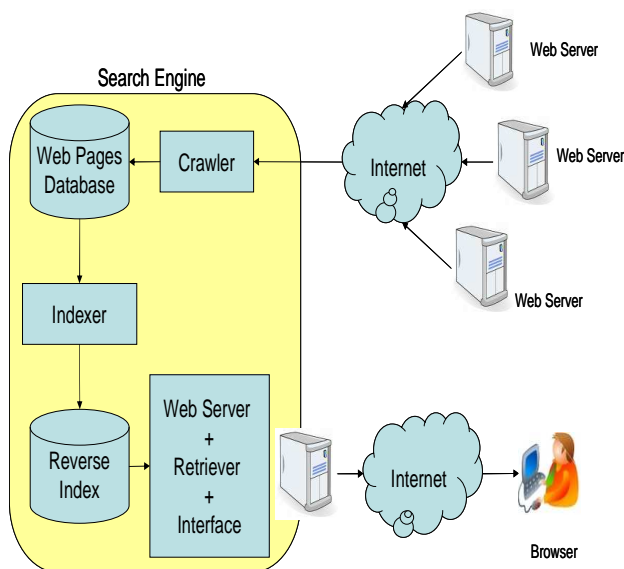 Web Server
Search Engine
Web Pages
Database
Crawler
Internet
Web Server
Web Server
Indexer
Reverse
Index
Web Server
+
Retriever
+
Interface
Internet
Browser